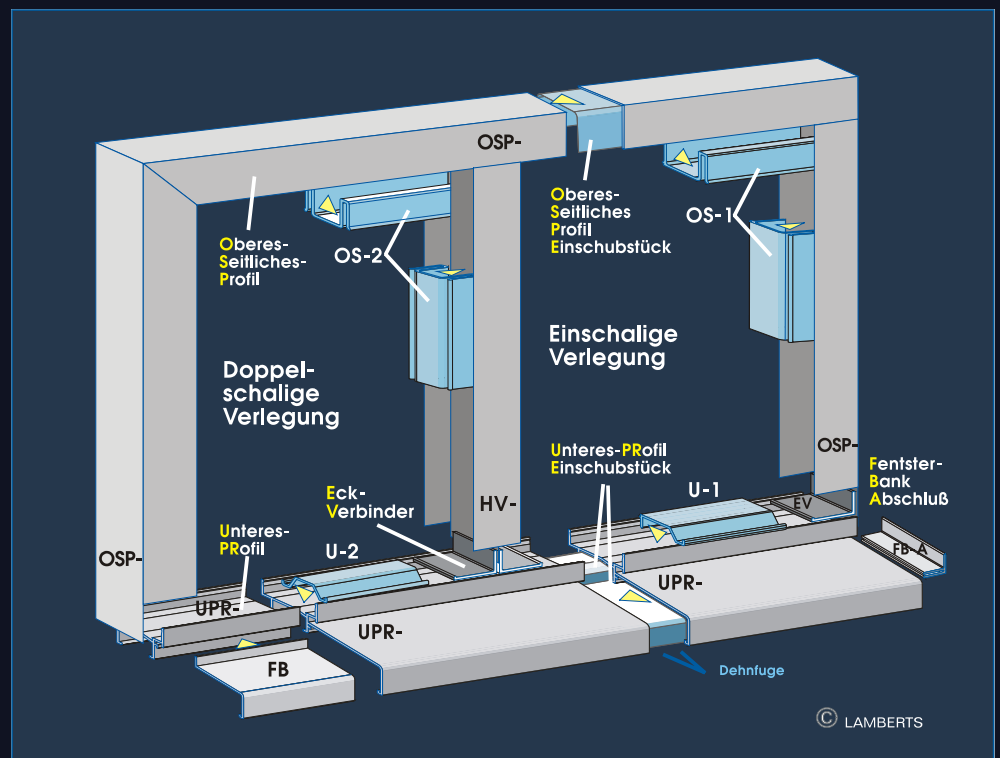 OSP-
Oberes-
Seitliches-
Profil
OS-2
Oberes-
Seitliches
Profil
Einschubstück
OS-1
Doppel-
schalige
Verlegung
Einschalige
Verlegung
OSP-
Unteres-PRofil
Einschubstück
Fentster-
Bank
Abschluß
Eck-
Verbinder
HV-
U-1
EV
Unteres-
PRofil
U-2
OSP-
FB-A
UPR-
UPR-
UPR-
FB
Dehnfuge
© LAMBERTS